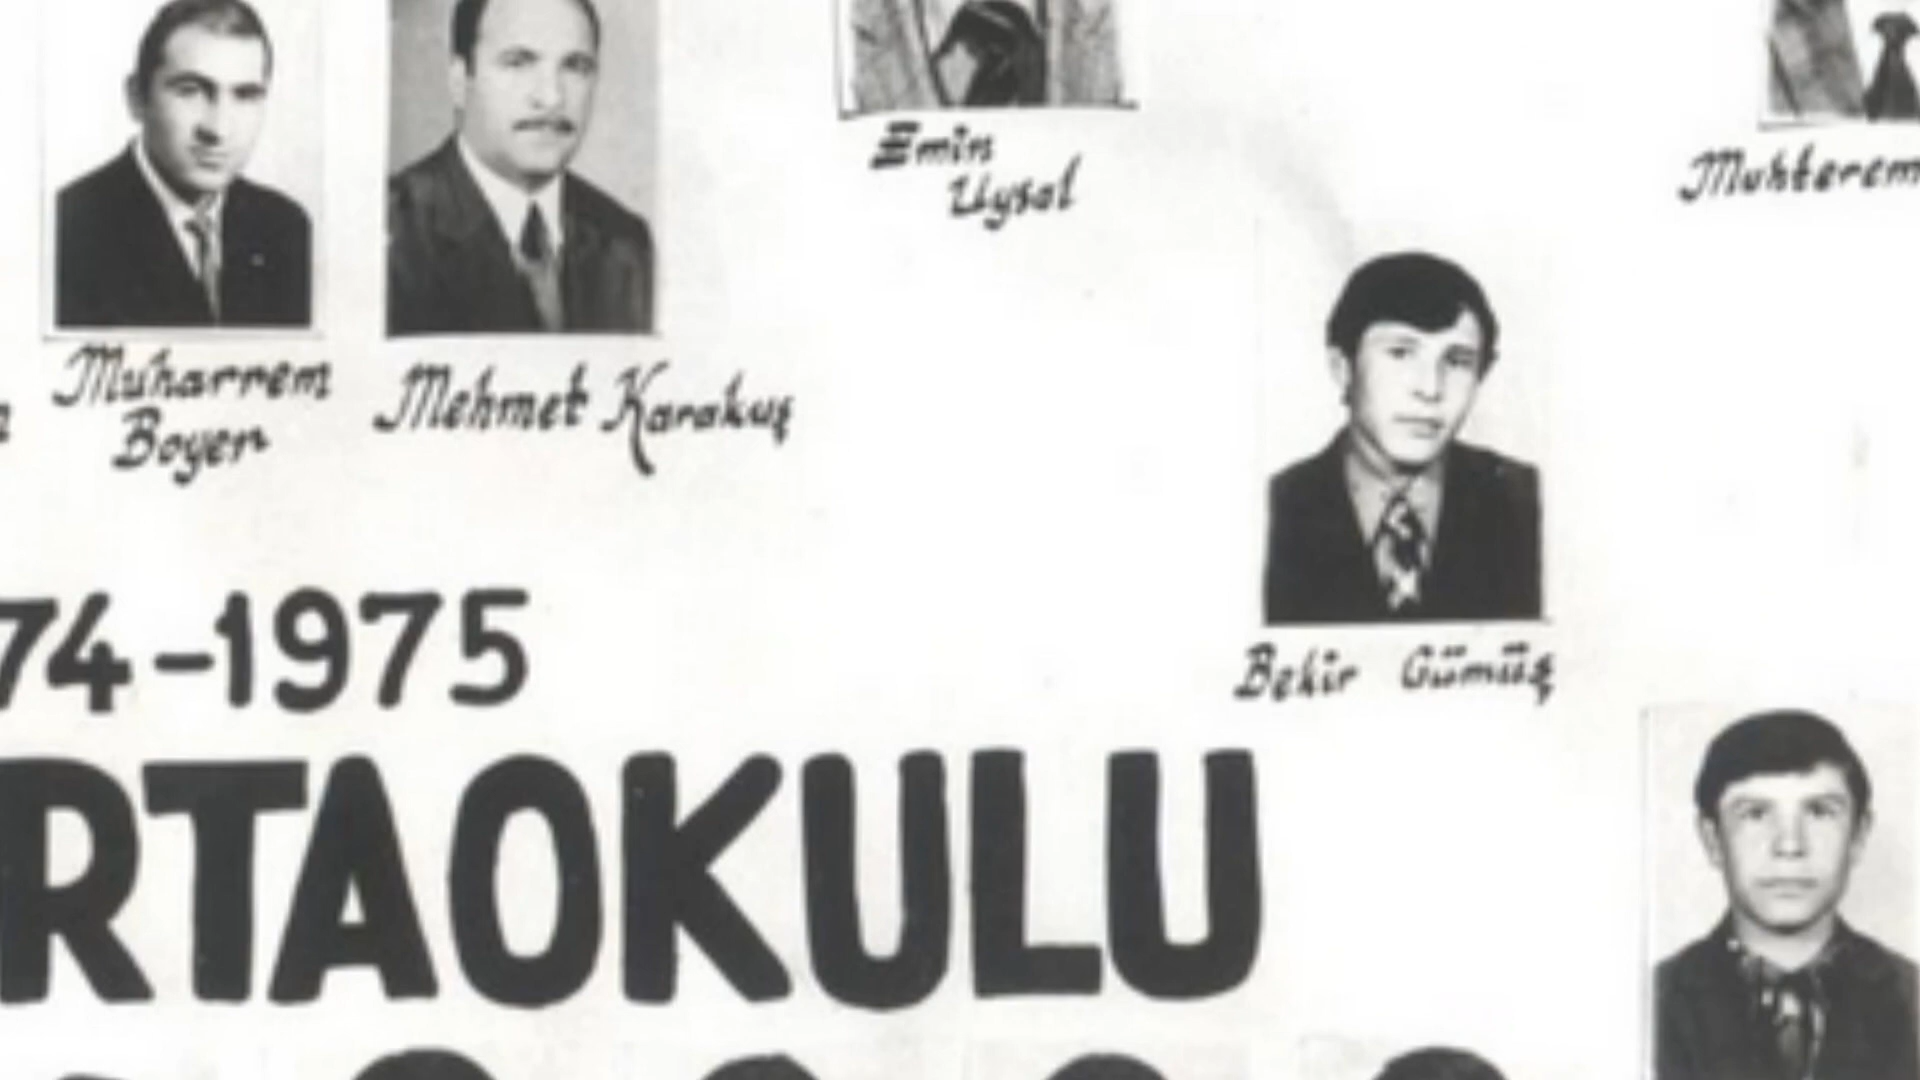 Emin
Uysal
Muhterem
Muharrem
Boyer
Mehmet Karakuş
74-1975
Bekir Gümüş
RTAOKULU